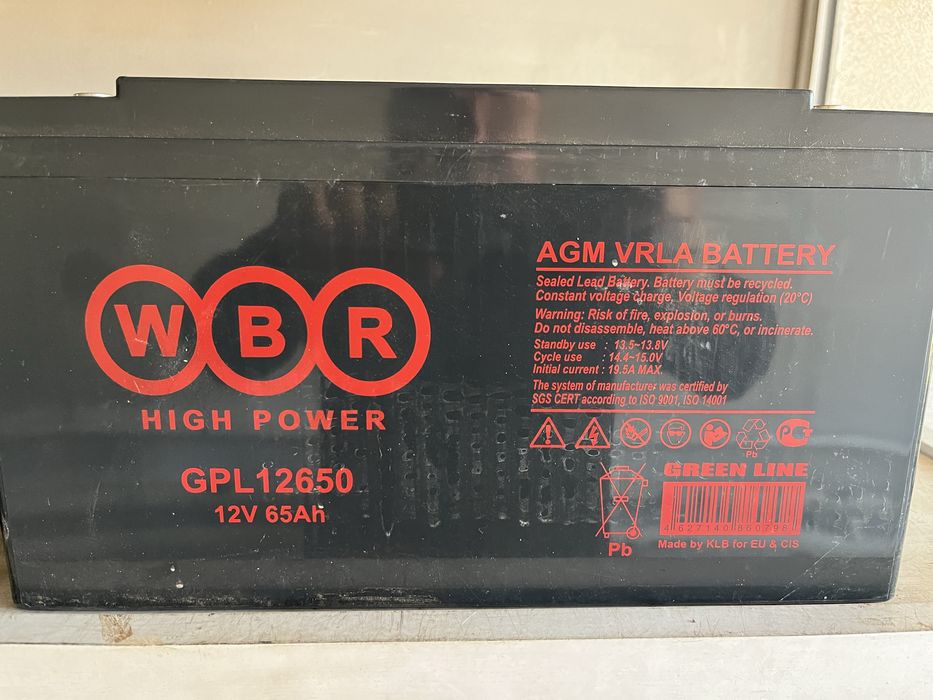 WBR
HIGH POWER
GPL12650
12V 65Ah
AGM VRLA BATTERY
Sealed Lead Battery. Battery must be recycled.
Constant voltage charge. Voltage regulation (20°C)
Warning: Risk of fire, explosion, or burns.
Do not disassemble, heat above 60°C, or incinerate.
Standby use : 13.5~13.8V
Cycle use : 14.4~15.0V
Initial current : 19.5A MAX.
The system of manufacturer was certified by
SGS CERT according to ISO 9001, ISO 14001
Pb
РСТ
GREEN LINE
4627140860798
Pb
Made by KLB for EU & CIS